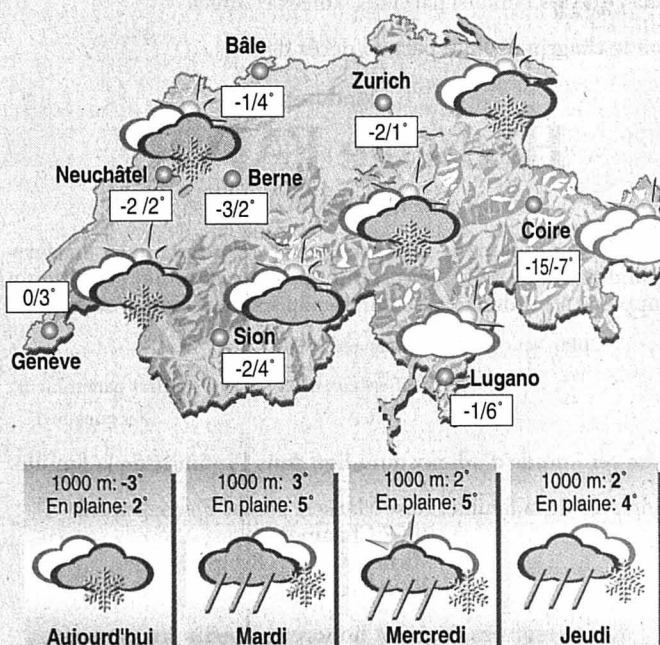 Bâle
-1/4°
Zurich
-2/1°
Neuchâtel
-2 /2°
Berne
-3/2°
Coire
-15/-7°
0/3°
Genève
Sion
-2/4°
Lugano
-1/6°
1000 m: -3°
En plaine: 2°
Aujourd'hui
1000 m: 3°
En plaine: 5°
Mardi
1000 m: 2°
En plaine: 5°
Mercredi
1000 m: 2°
En plaine: 4°
Jeudi